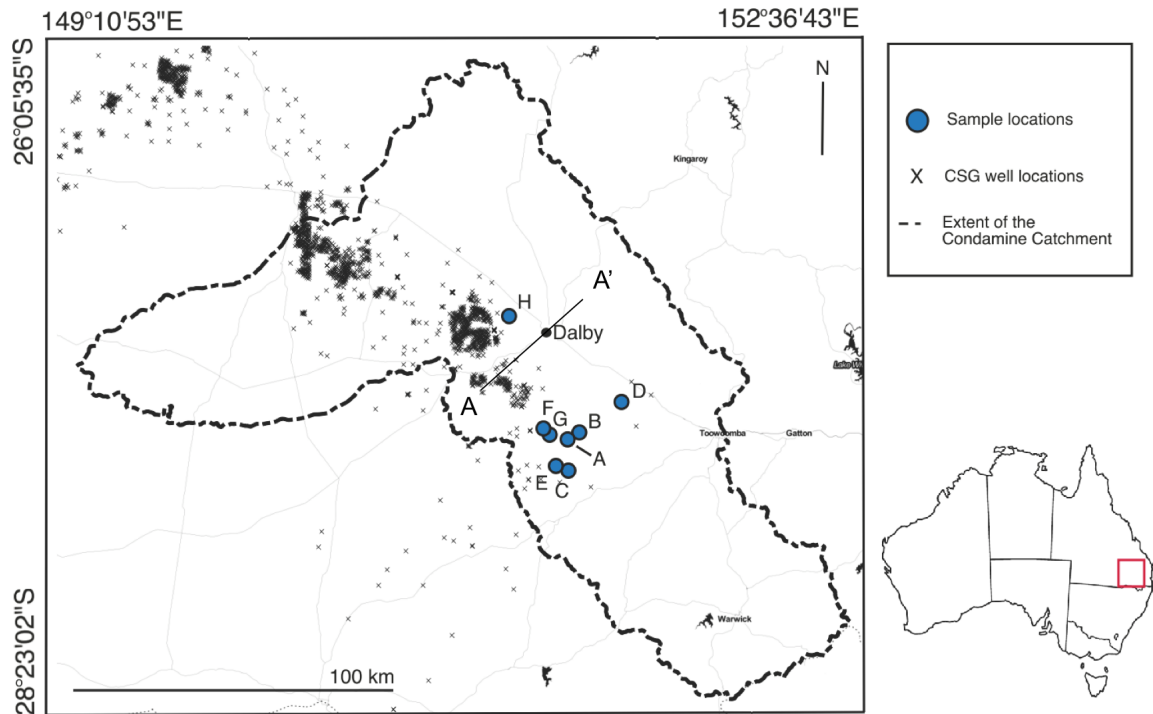 149°10'53"E
152°36'43"E
26°05'35"S
N
Kingaroy
Sample locations
X CSG well locations
Extent of the
Condamine Catchment
A'
H
Dalby
A
D
F
G
B
A
E
C
Toowoomba
Gatton
Warwick
28°23'02"S
100 km